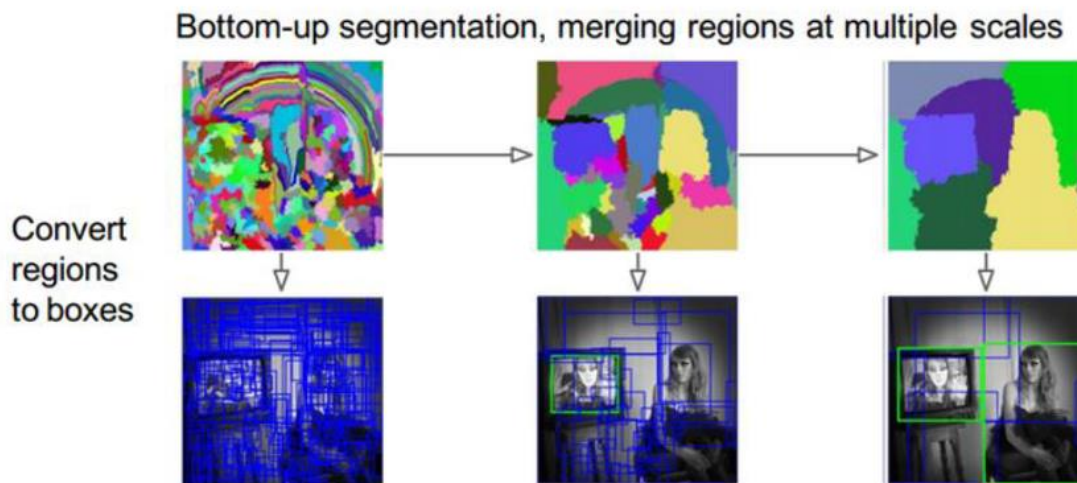 Bottom-up segmentation, merging regions at multiple scales
Convert
regions
to boxes